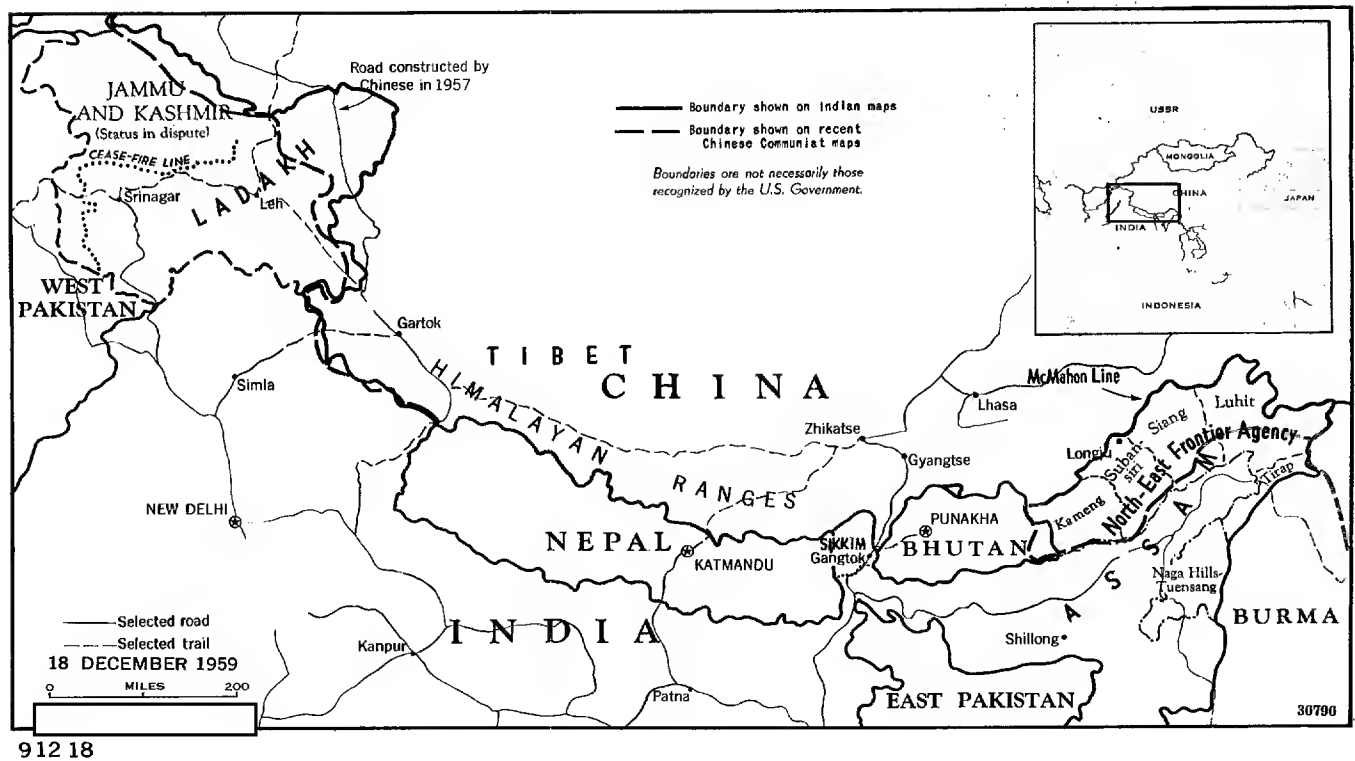 JAMMU
AND KASHMIR
(Status in dispute)
CEASE-FIRE LINE
Road constructed by
Chinese in 1957
Boundary shown on Indian maps
Boundary shown on recent
Chinese Communist maps
Boundaries are not necessarily those
recognized by the U.S. Government.
USSR
MONGOLIA
CHINA
JAPAN
INDIA
INDONESIA
Srinagar
LADAKH
Leh
WEST
PAKISTAN
Gartok
Simla
TIBET
CHINA
HIMALAYAN RANGES
McMahon Line
Lhasa
Zhikatse
Gyangtse
Luhit
Siang
Longju
Suban-
siri
Kameng
North-East Frontier Agency
Tirap
NEW DELHI
NEPAL
KATMANDU
SIKKIM
Gangtok
PUNAKHA
BHUTAN
ASSAM
Naga Hills-
Tuensang
BURMA
INDIA
Kanpur
Patna
Shillong
EAST PAKISTAN
Selected road
Selected trail
18 DECEMBER 1959
0 MILES 200
30790
9 12 18